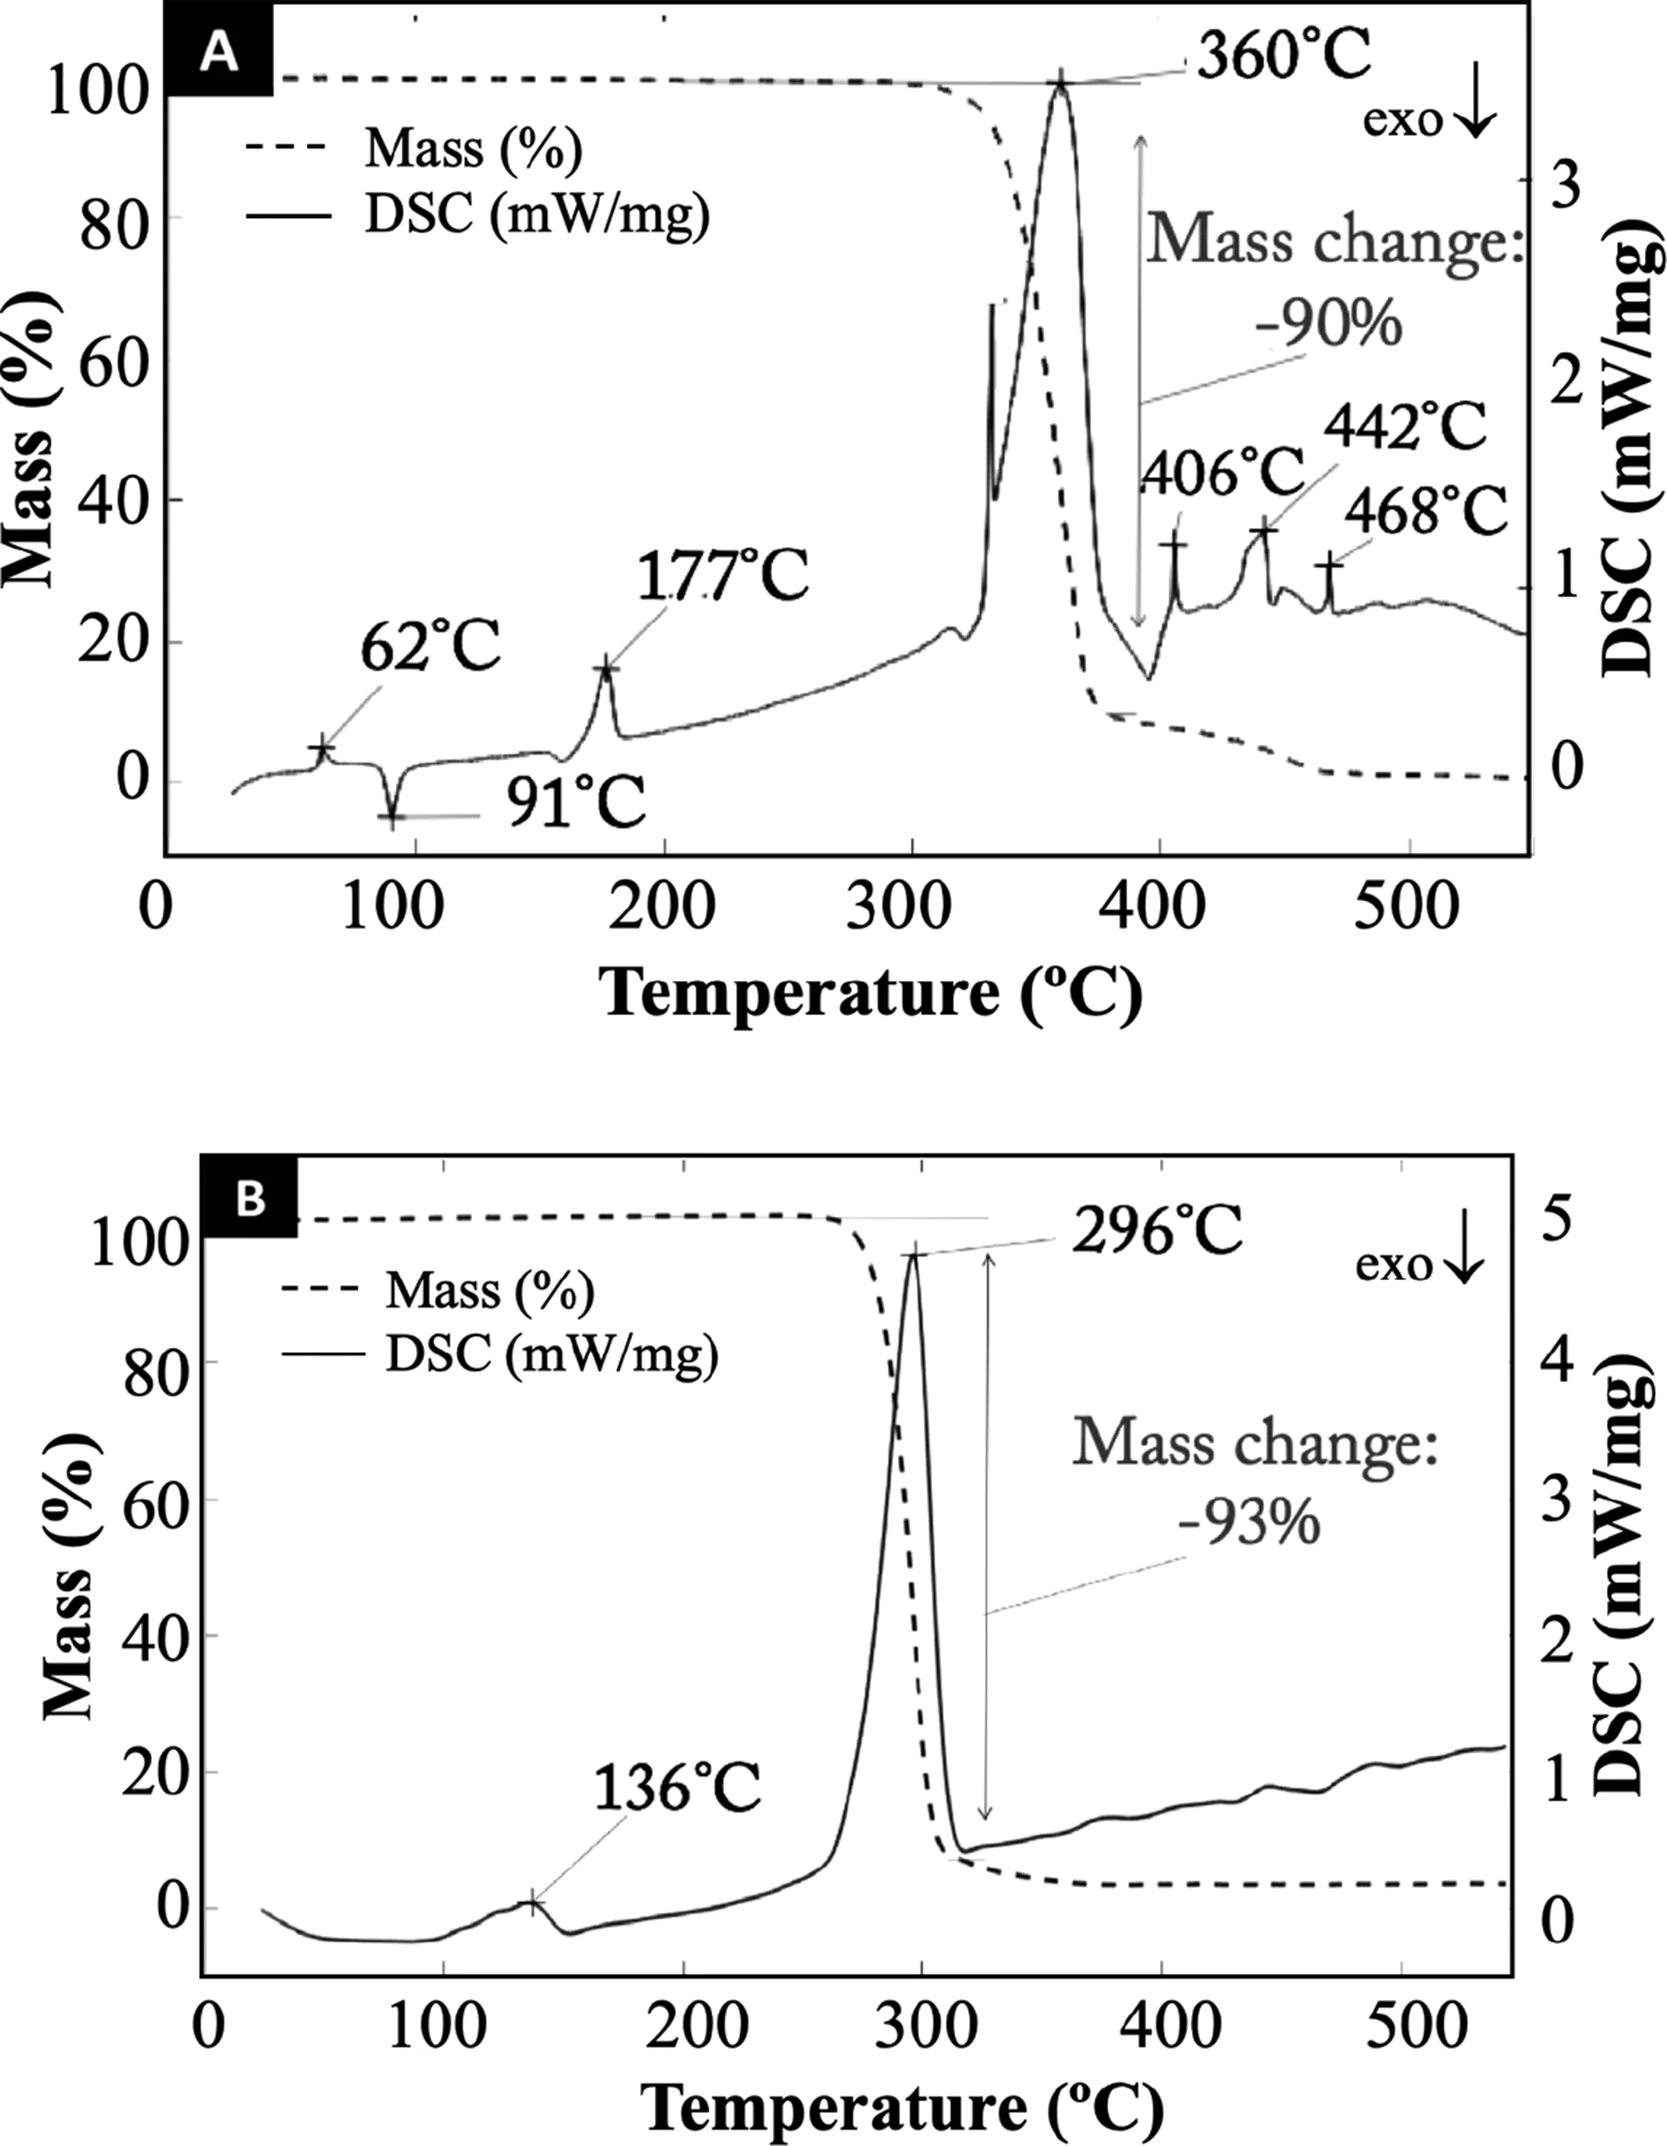 A
360°C
exo ↓
100
Mass (%)
DSC (mW/mg)
3
80
Mass change:
-90%
60
2
442°C
406°C
468°C
40
177°C
1
62°C
20
91°C
0
0
Mass (%)
DSC (mW/mg)
0 100 200 300 400 500
Temperature (ºC)
B
296°C
5
exo ↓
100
Mass (%)
DSC (mW/mg)
4
80
Mass change:
-93%
60
3
40
2
136°C
20
1
0
0
Mass (%)
DSC (mW/mg)
0 100 200 300 400 500
Temperature (ºC)